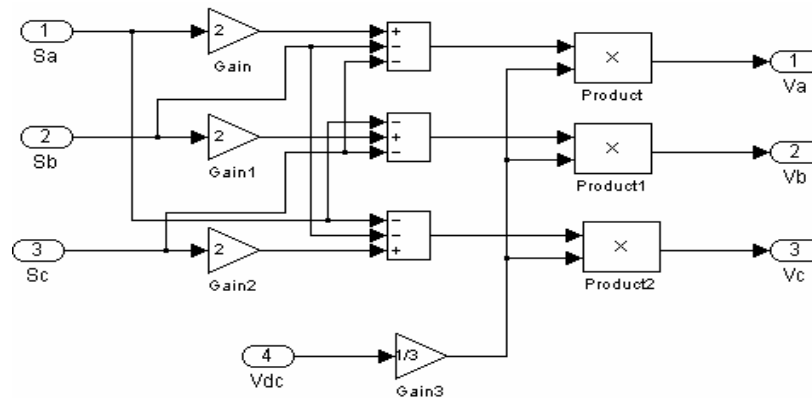 1
Sa
2
Gain
+
−
−
×
Product
1
Va
2
Sb
2
Gain1
−
+
−
×
Product1
2
Vb
3
Sc
2
Gain2
−
−
+
×
Product2
3
Vc
4
Vdc
1/3
Gain3